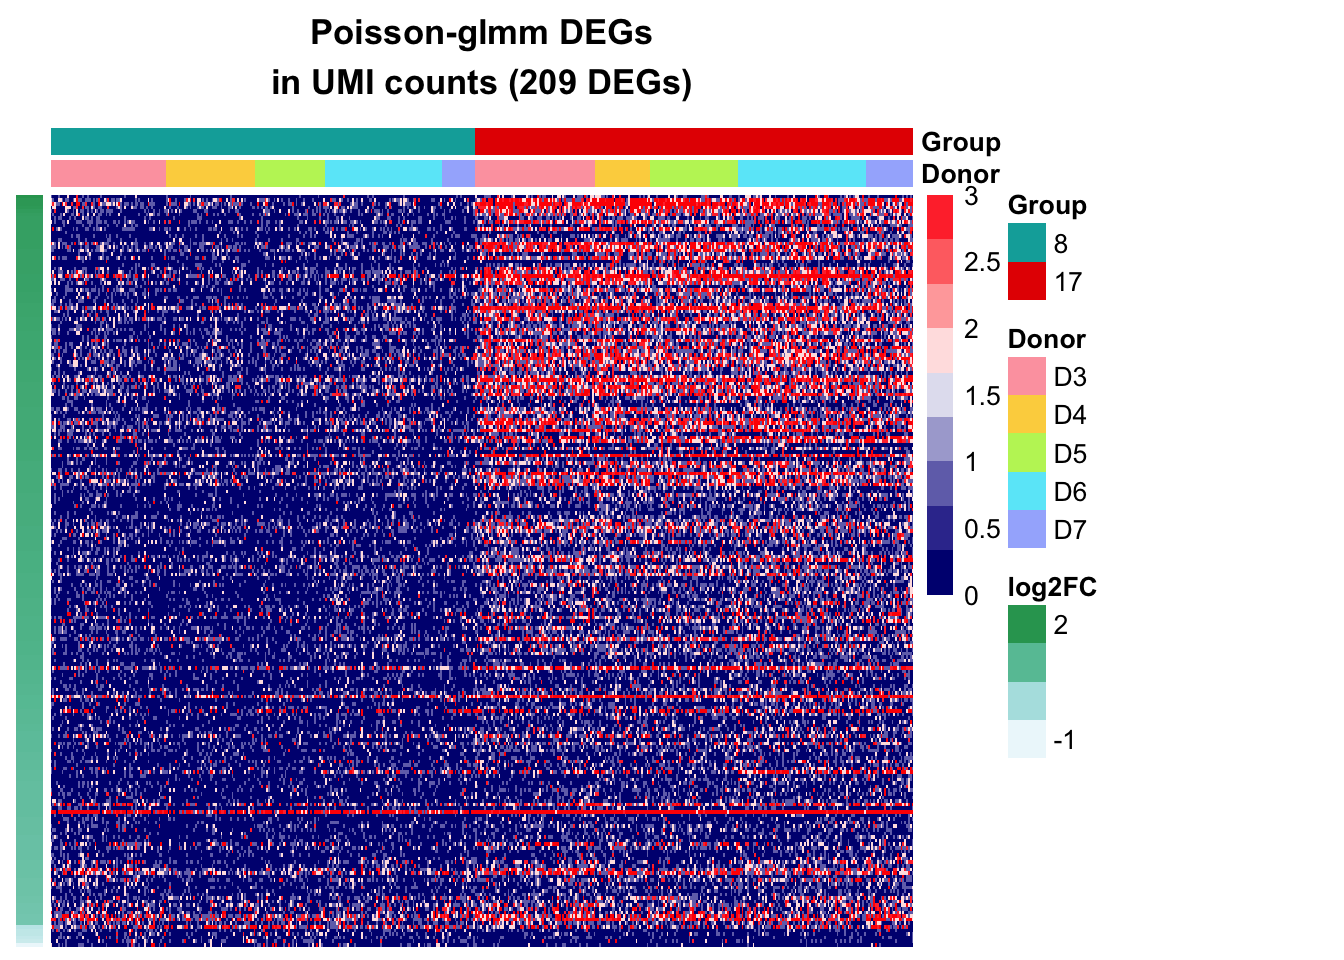 Poisson-glmm DEGs
in UMI counts (209 DEGs)
Group
Donor
3
2.5
2
1.5
1
0.5
0
Group
8
17
Donor
D3
D4
D5
D6
D7
log2FC
2
-1